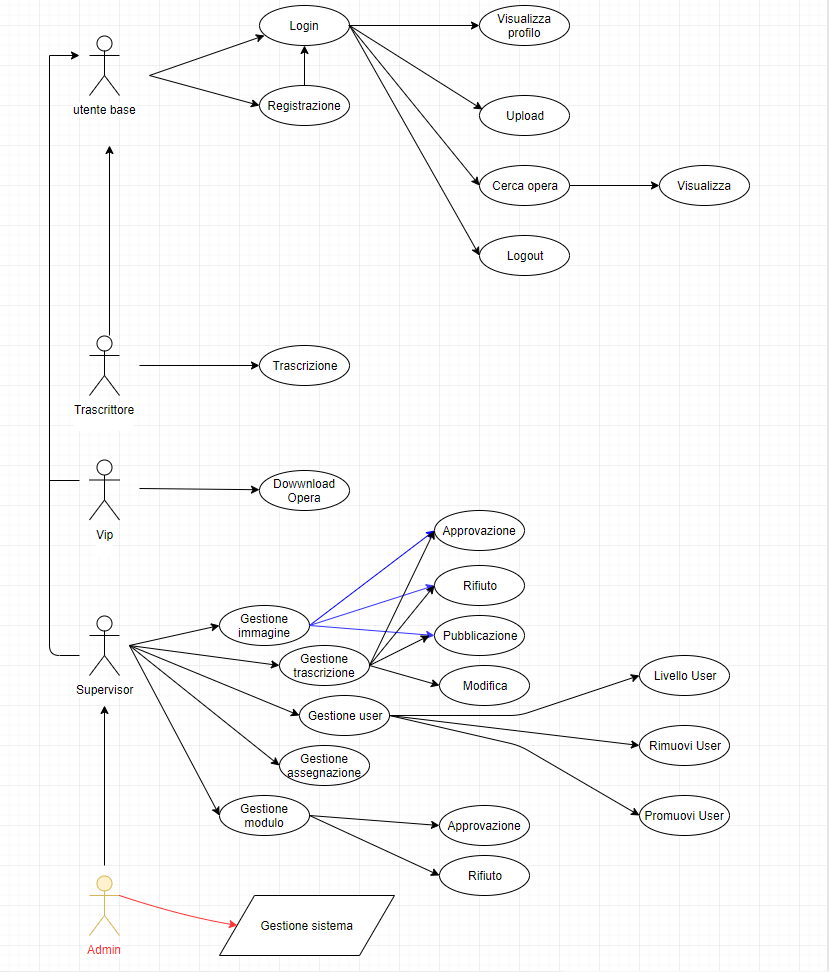 Login
Visualizza
profilo
utente base
Registrazione
Upload
Cerca opera
Visualizza
Logout
Trascrizione
Trascrittore
Dowwnload
Opera
Vip
Approvazione
Rifiuto
Gestione
immagine
Pubblicazione
Gestione
trascrizione
Supervisor
Modifica
Livello User
Gestione user
Rimuovi User
Gestione
assegnazione
Gestione
modulo
Promuovi User
Approvazione
Rifiuto
Gestione sistema
Admin